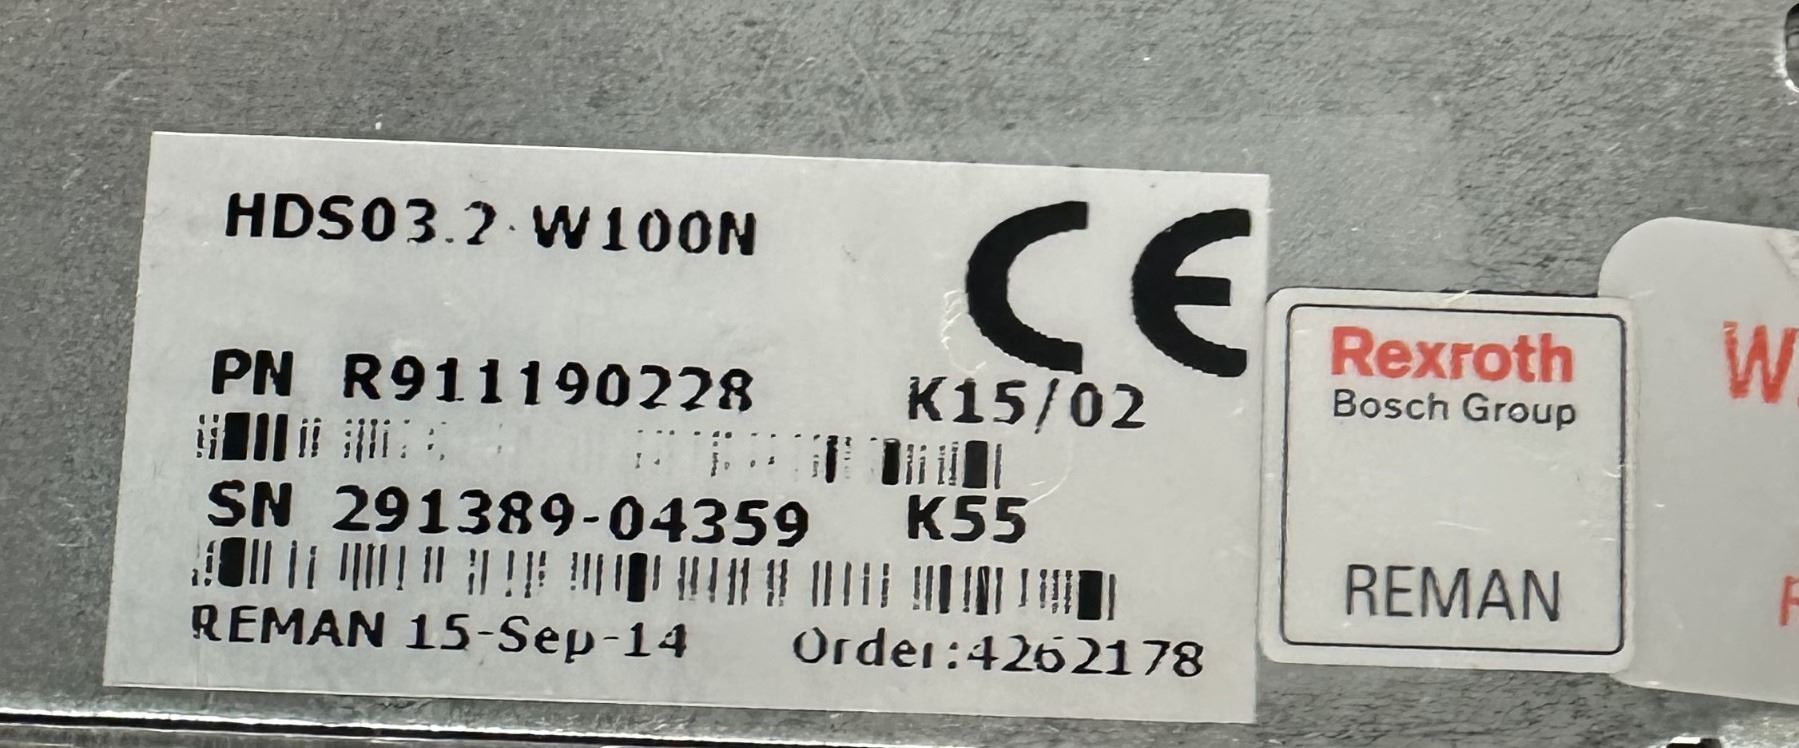 HDS03.2-W100N
CE
PN R911190228 K15/02
SN 291389-04359 K55
REMAN 15-Sep-14 Order:4262178
Rexroth
Bosch Group
REMAN